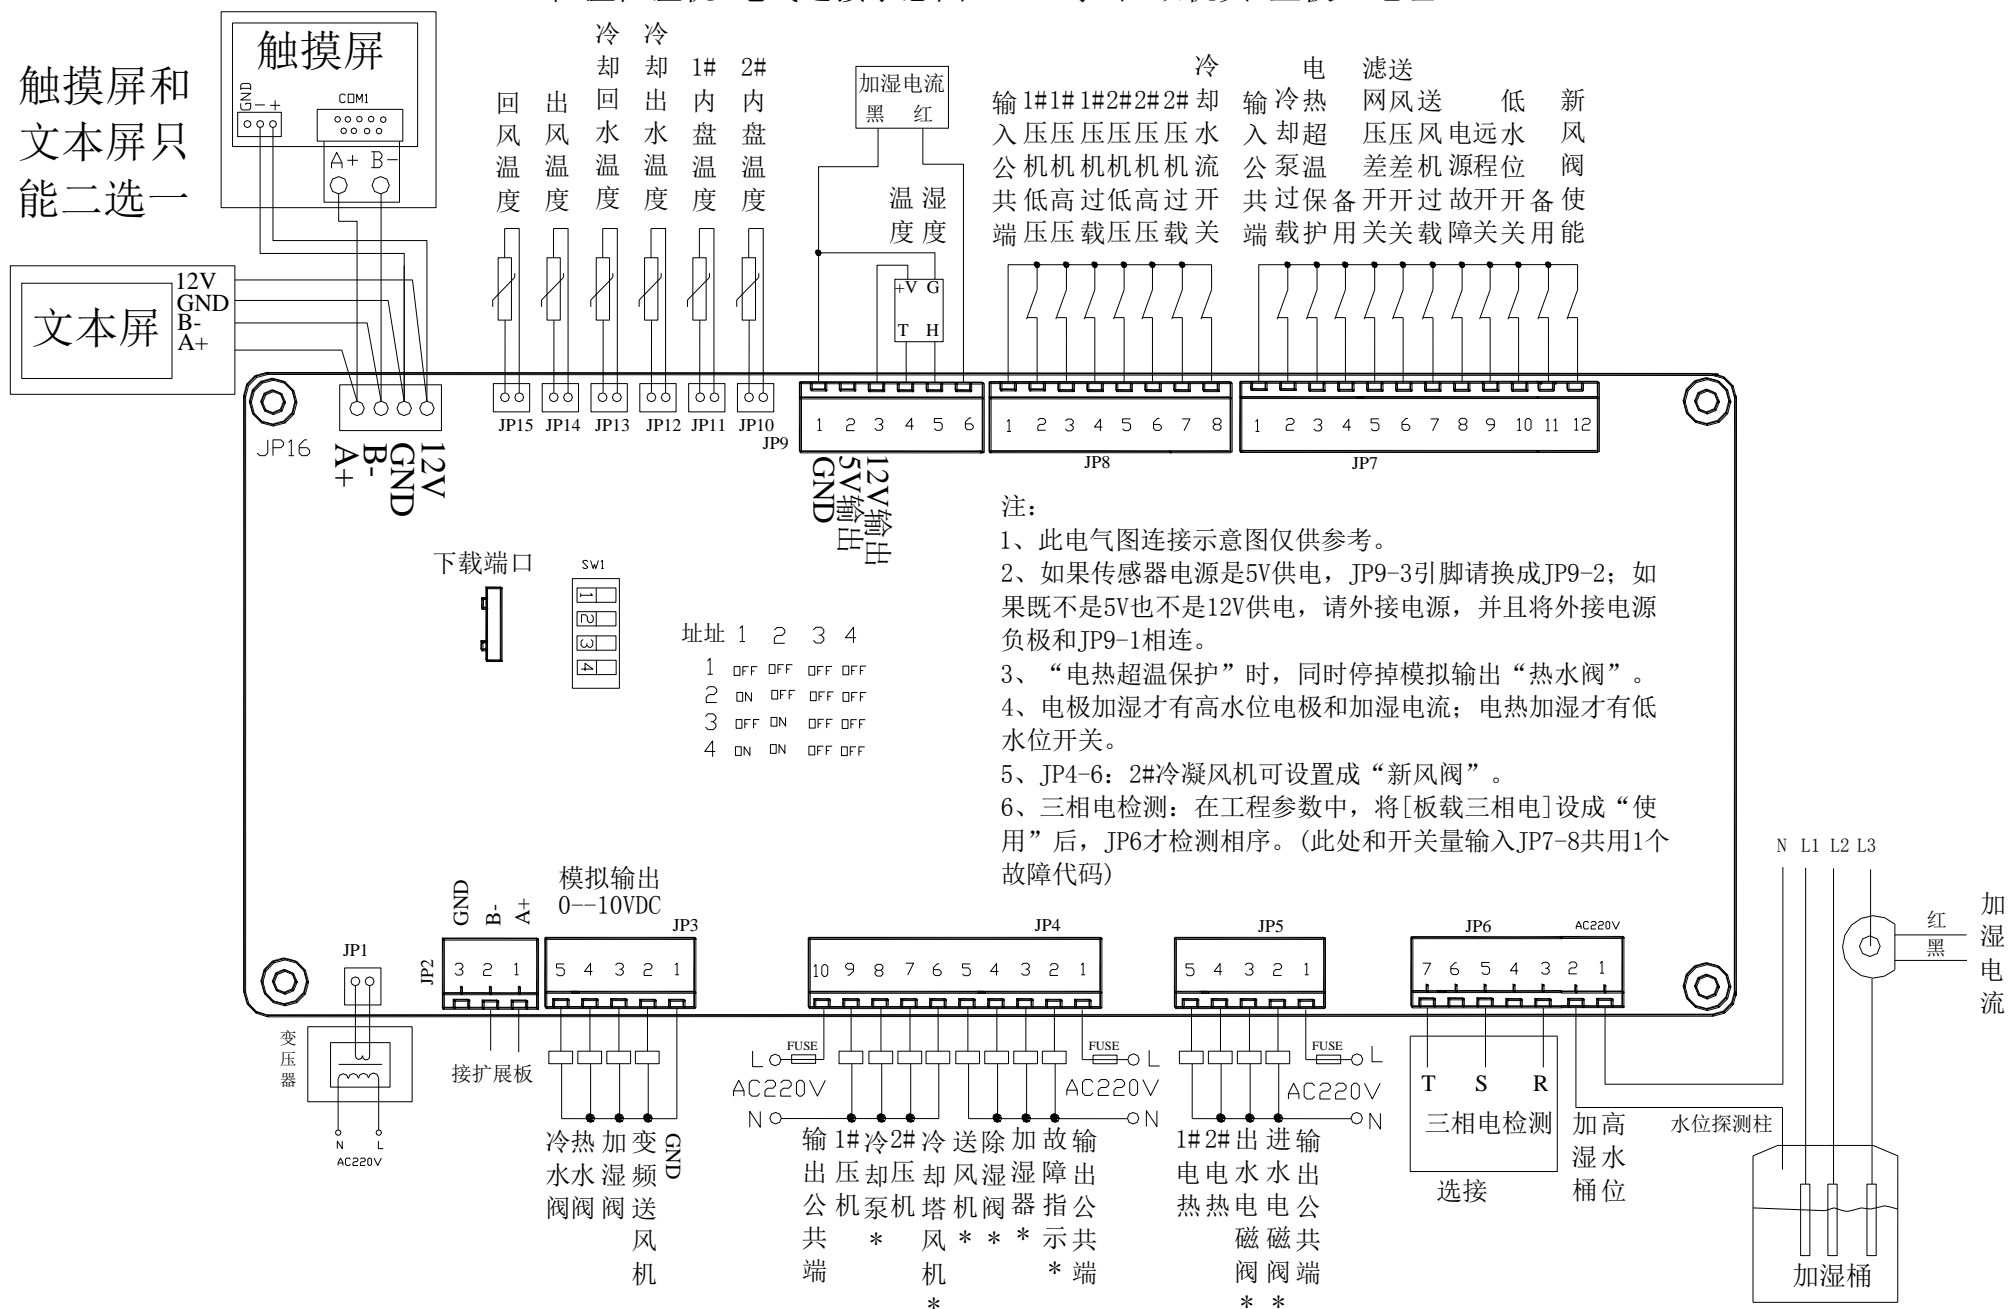 触摸屏和
文本屏只
能二选一
触摸屏
GND
-
+
COM1
A+ B-
文本屏
12V
GND
B-
A+
回风温度
出风温度
冷却回水温度
冷却出水温度
1#内盘温度
2#内盘温度
加湿电流
黑 红
温度
湿度
+V G
T H
输入公共端
1#压机低压
1#压机高压
1#压机过载
2#压机低压
2#压机高压
2#压机过载
冷却水流开关
输入公共端
冷却泵过载
电热超温保护
备用
滤网压差开关
送风压差开关
送风机过载
电源故障
远程开关
低水位开关
备用
新风阀使能
JP16
A+
B-
GND
12V
JP15
JP14
JP13
JP12
JP11
JP10
JP9
1 2 3 4 5 6
GND
5V输出
12V输出
1 2 3 4 5 6 7 8
JP8
1 2 3 4 5 6 7 8 9 10 11 12
JP7
下载端口
SW1
1
2
3
4
址址 1 2 3 4
1 OFF OFF OFF OFF
2 ON OFF OFF OFF
3 OFF ON OFF OFF
4 ON ON OFF OFF
注：
1、此电气图连接示意图仅供参考。
2、如果传感器电源是5V供电，JP9-3引脚请换成JP9-2；如
果既不是5V也不是12V供电，请外接电源，并且将外接电源
负极和JP9-1相连。
3、“电热超温保护”时，同时停掉模拟输出“热水阀”。
4、电极加湿才有高水位电极和加湿电流；电热加湿才有低
水位开关。
5、JP4-6：2#冷凝风机可设置成“新风阀”。
6、三相电检测：在工程参数中，将[板载三相电]设成“使
用”后，JP6才检测相序。(此处和开关量输入JP7-8共用1个
故障代码)
JP1
变压器
N L
AC220V
JP2
GND
B-
A+
3 2 1
接扩展板
模拟输出
0--10VDC
JP3
5 4 3 2 1
冷水阀
热水阀
加湿阀
变频送风机
GND
JP4
10 9 8 7 6 5 4 3 2 1
L FUSE
AC220V
N
FUSE L
AC220V
N
输出公共端
1#压机
冷却泵*
2#压机
冷却塔风机*
送风机*
除湿阀*
加湿器*
故障指示*
输出公共端
JP5
5 4 3 2 1
FUSE L
AC220V
N
1#电热
2#电热
出水电磁阀*
进水电磁阀*
输出公共端
JP6
AC220V
7 6 5 4 3 2 1
T S R
三相电检测
选接
加湿桶
高水位
N L1 L2 L3
红
黑
加湿电流
水位探测柱
加湿桶